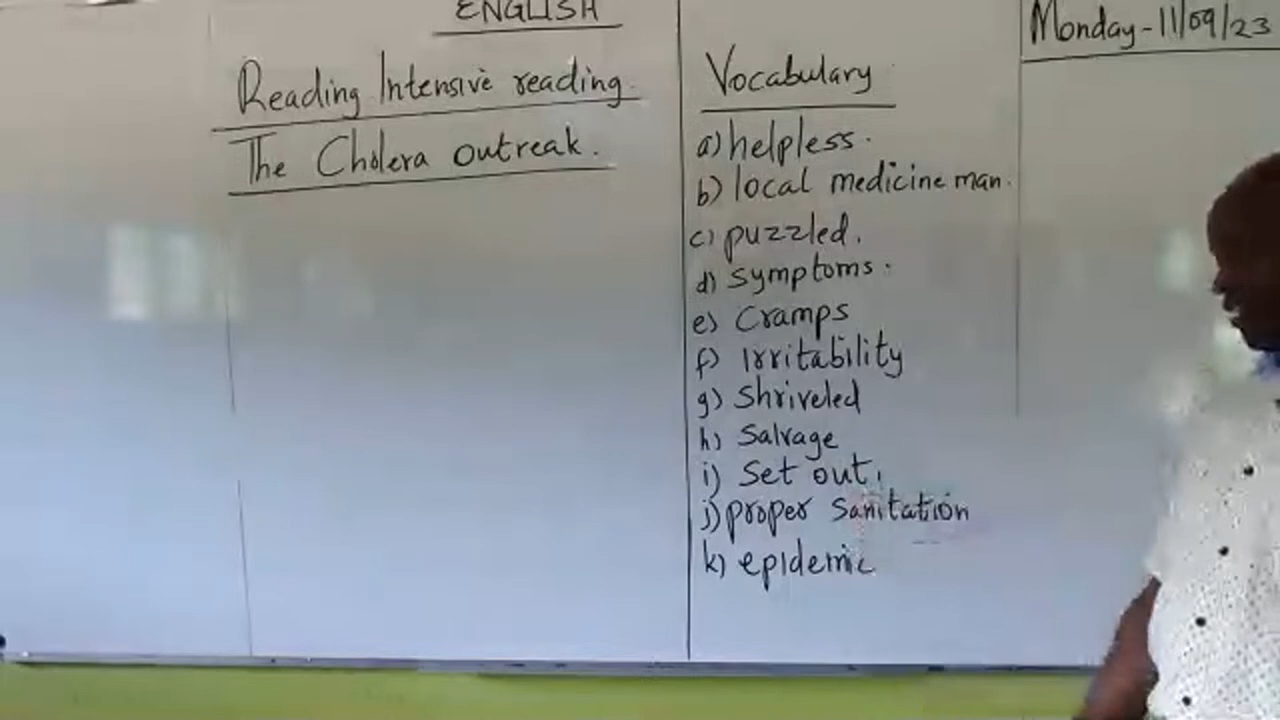 ENGLISH
Reading Intensive reading.
The Cholera outreak.
Vocabulary
a) helpless.
b) local medicine man.
c) puzzled.
d) symptoms.
e) Cramps
f) Irritability
g) Shriveled
h) Salvage
i) Set out.
j) proper Sanitation
k) epidemic
Monday - 11/09/23